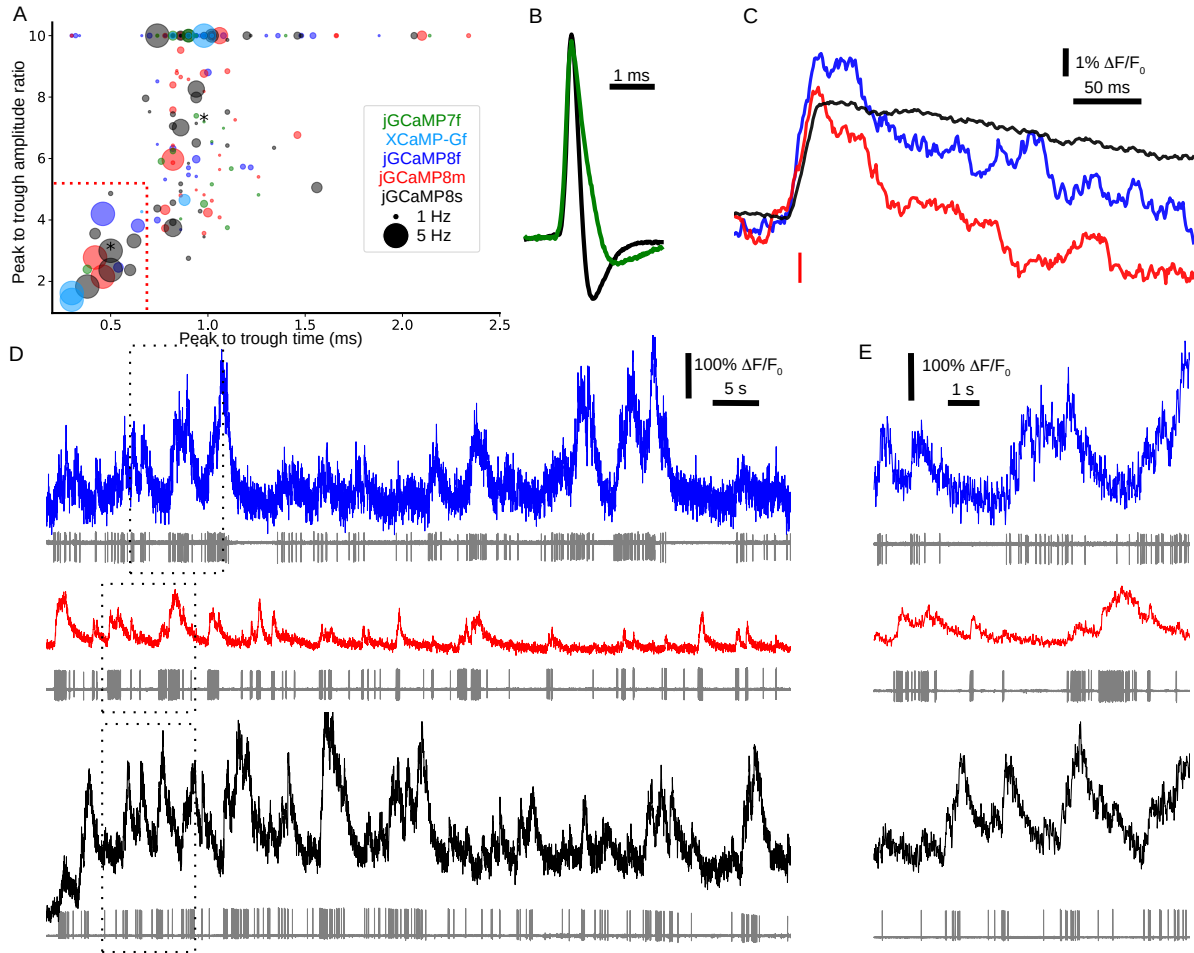 A
Peak to trough amplitude ratio
10
8
6
4
2
0.5
1.0
1.5
2.0
2.5
Peak to trough time (ms)
*
*
jGCaMP7f
XCaMP-Gf
jGCaMP8f
jGCaMP8m
jGCaMP8s
1 Hz
5 Hz
B
1 ms
C
1% ΔF/F₀
50 ms
D
100% ΔF/F₀
5 s
E
100% ΔF/F₀
1 s